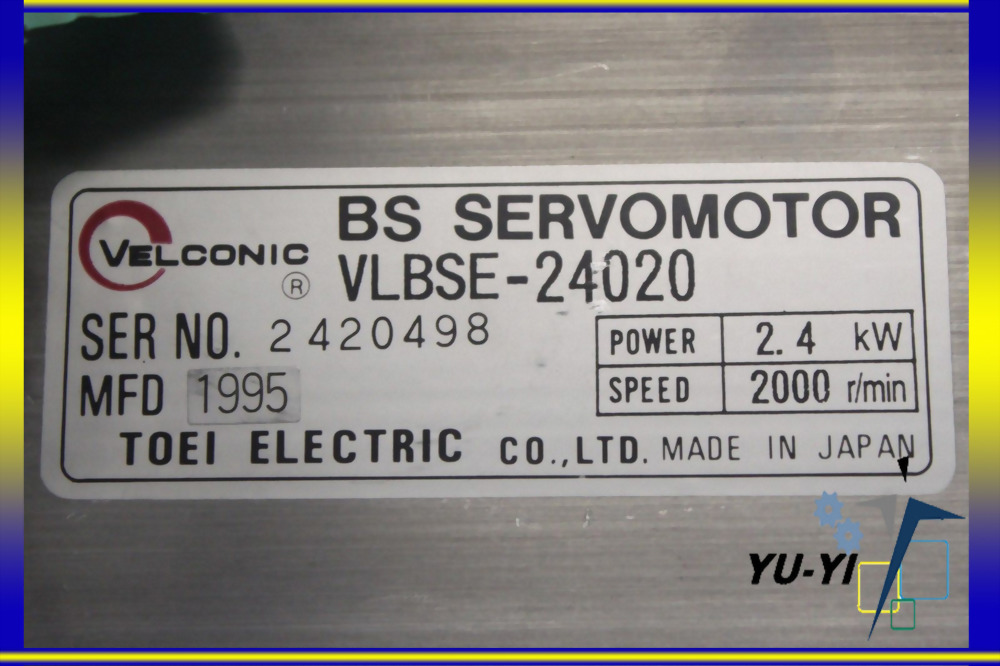 BS SERVOMOTOR
VELCONIC ®
VLBSE-24020
SER NO. 2420498
POWER 2.4 kW
MFD 1995
SPEED 2000 r/min
TOEI ELECTRIC CO.,LTD. MADE IN JAPAN
YU-YI